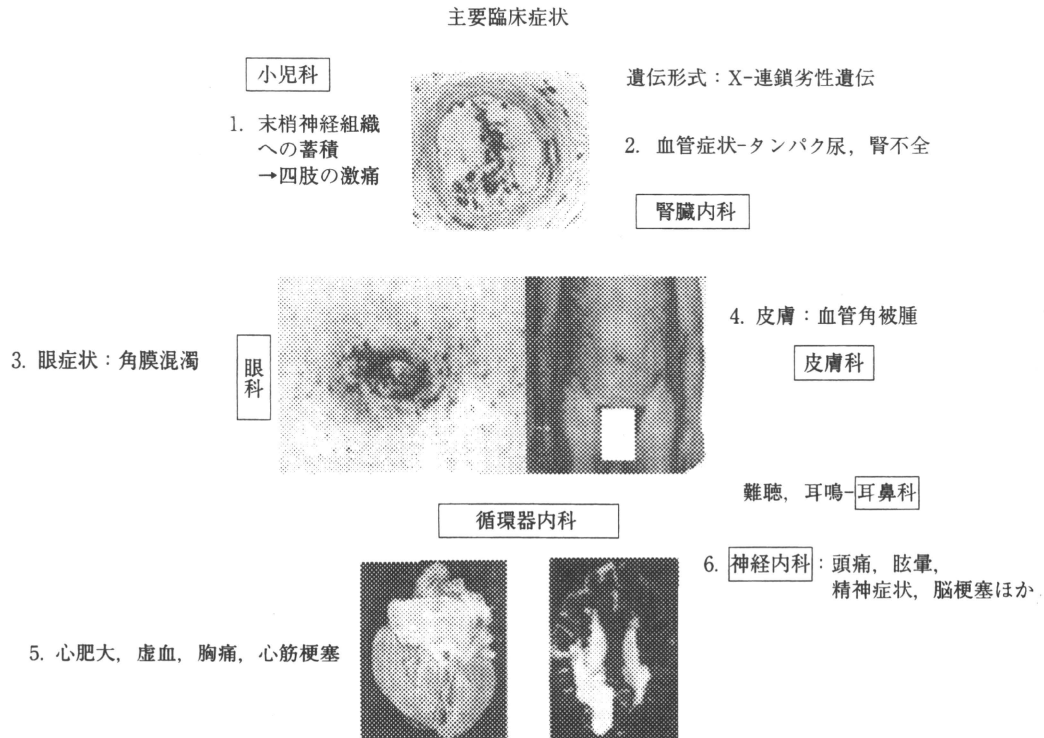 主要臨床症状
小児科
遺伝形式：X-連鎖劣性遺伝
1. 末梢神経組織
への蓄積
→四肢の激痛
2. 血管症状-タンパク尿，腎不全
腎臓内科
3. 眼症状：角膜混濁
眼科
4. 皮膚：血管角被腫
皮膚科
難聴，耳鳴-耳鼻科
循環器内科
6. 神経内科：頭痛，眩暈，
精神症状，脳梗塞ほか
5. 心肥大，虚血，胸痛，心筋梗塞